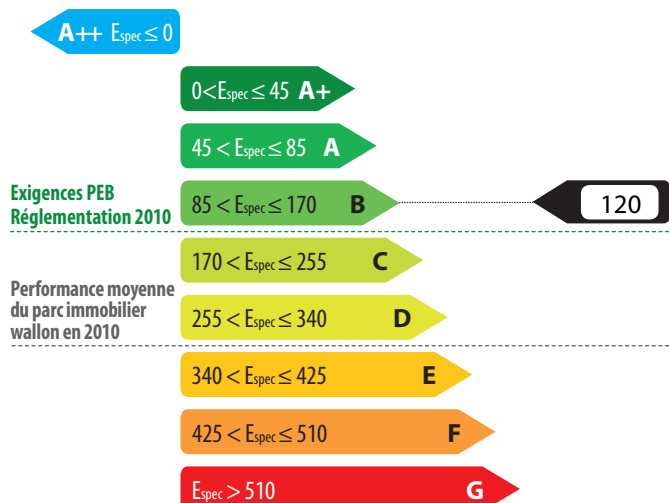 A++ Espec ≤ 0
0<Espec ≤ 45 A+
45 < Espec ≤ 85 A
Exigences PEB
Réglementation 2010
85 < Espec ≤ 170 B
120
170 < Espec ≤ 255 C
Performance moyenne
du parc immobilier
wallon en 2010
255 < Espec ≤ 340 D
340 < Espec ≤ 425 E
425 < Espec ≤ 510 F
Espec > 510 G